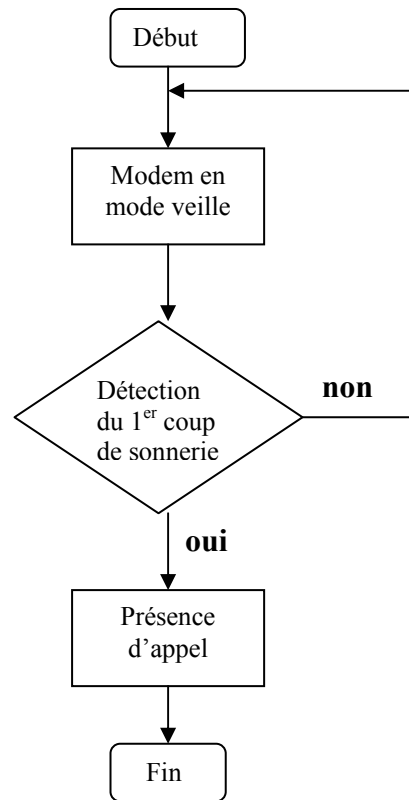 Début
Modem en
mode veille
Détection
du 1er coup
de sonnerie
non
oui
Présence
d’appel
Fin